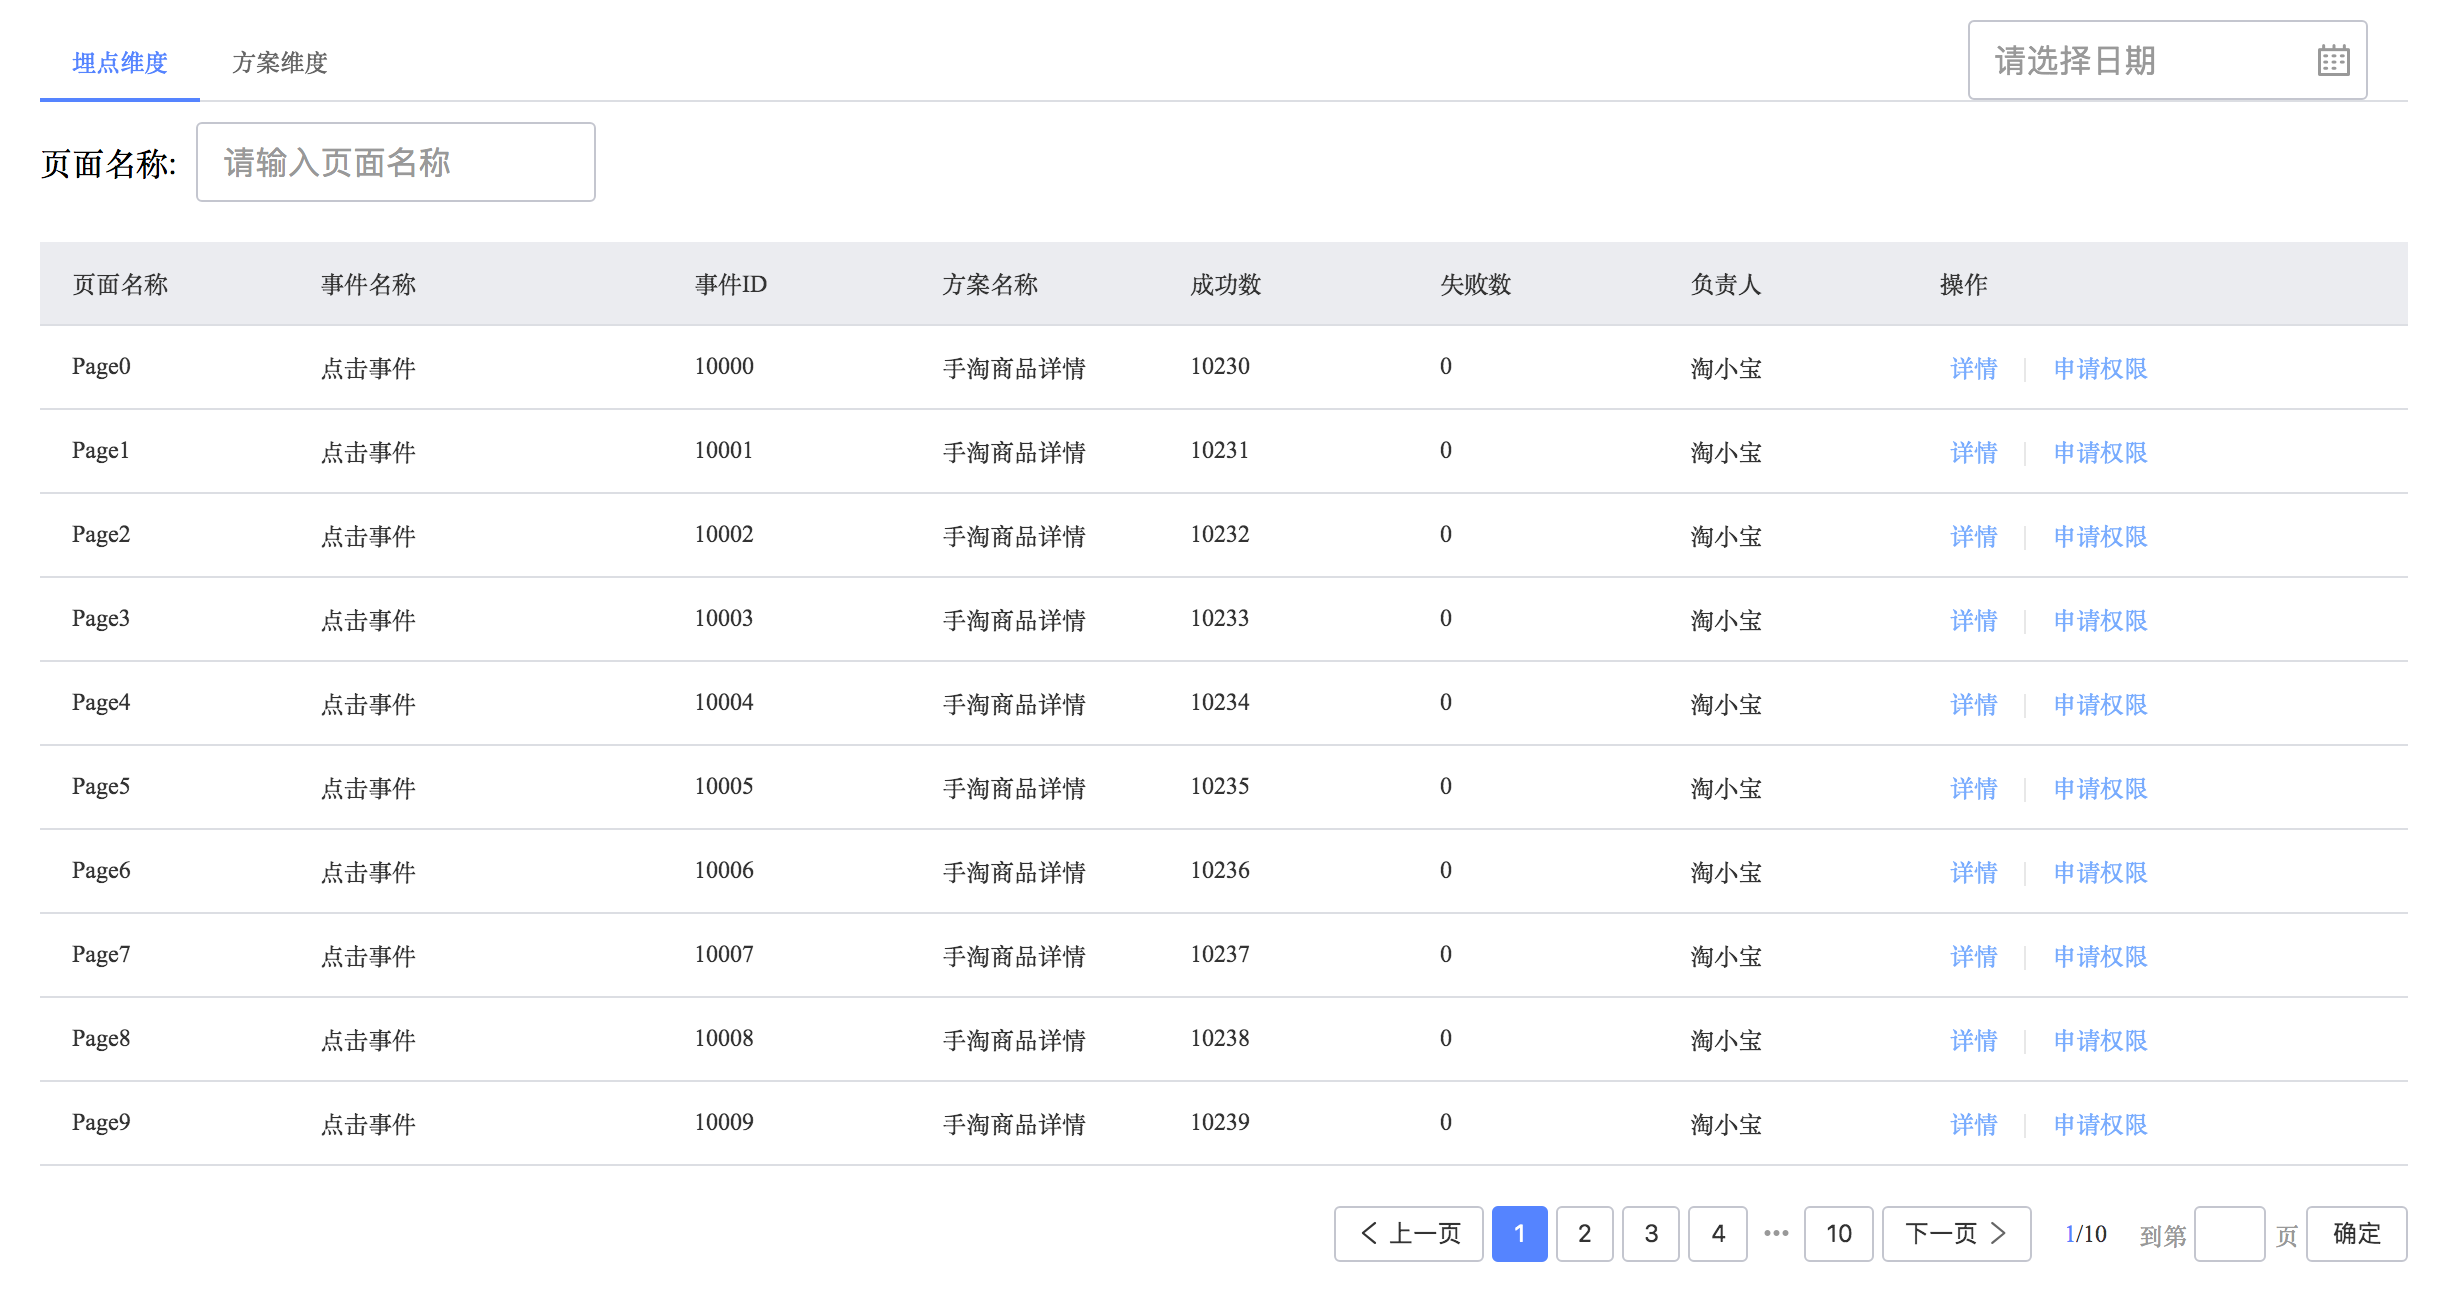 埋点维度 方案维度 请选择日期
页面名称: 请输入页面名称
页面名称 事件名称 事件ID 方案名称 成功数 失败数 负责人 操作
Page0 点击事件 10000 手淘商品详情 10230 0 淘小宝 详情 申请权限
Page1 点击事件 10001 手淘商品详情 10231 0 淘小宝 详情 申请权限
Page2 点击事件 10002 手淘商品详情 10232 0 淘小宝 详情 申请权限
Page3 点击事件 10003 手淘商品详情 10233 0 淘小宝 详情 申请权限
Page4 点击事件 10004 手淘商品详情 10234 0 淘小宝 详情 申请权限
Page5 点击事件 10005 手淘商品详情 10235 0 淘小宝 详情 申请权限
Page6 点击事件 10006 手淘商品详情 10236 0 淘小宝 详情 申请权限
Page7 点击事件 10007 手淘商品详情 10237 0 淘小宝 详情 申请权限
Page8 点击事件 10008 手淘商品详情 10238 0 淘小宝 详情 申请权限
Page9 点击事件 10009 手淘商品详情 10239 0 淘小宝 详情 申请权限
上一页 1 2 3 4 ••• 10 下一页 1/10 到第 页 确定